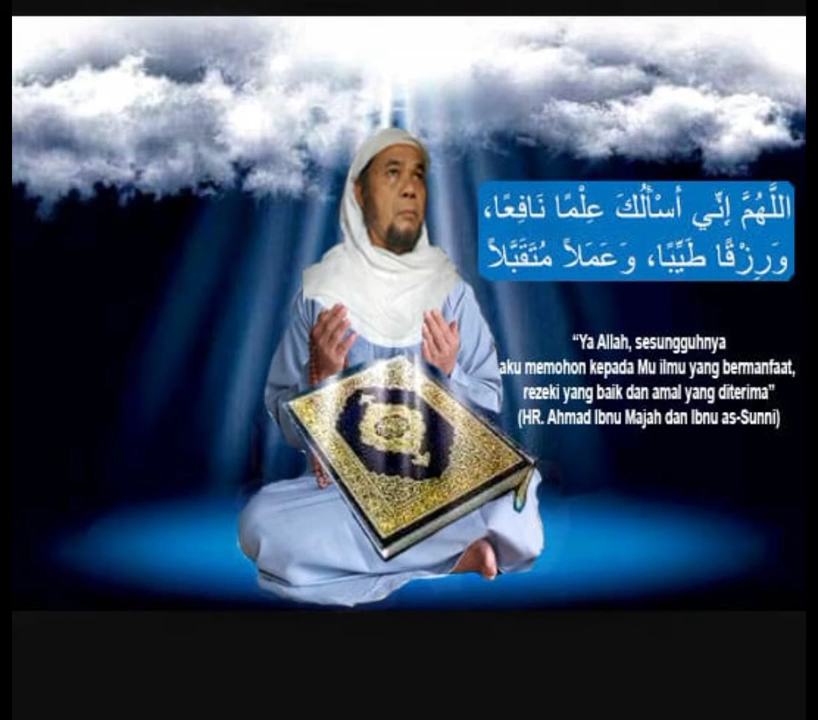 اللَّهُمَّ إِنِّي أَسْأَلُكَ عِلْمًا نَافِعًا،
وَرِزْقًا طَيِّبًا، وَعَمَلاً مُتَقَبَّلاً
“Ya Allah, sesungguhnya
aku memohon kepada Mu ilmu yang bermanfaat,
rezeki yang baik dan amal yang diterima”
(HR. Ahmad Ibnu Majah dan Ibnu as-Sunni)